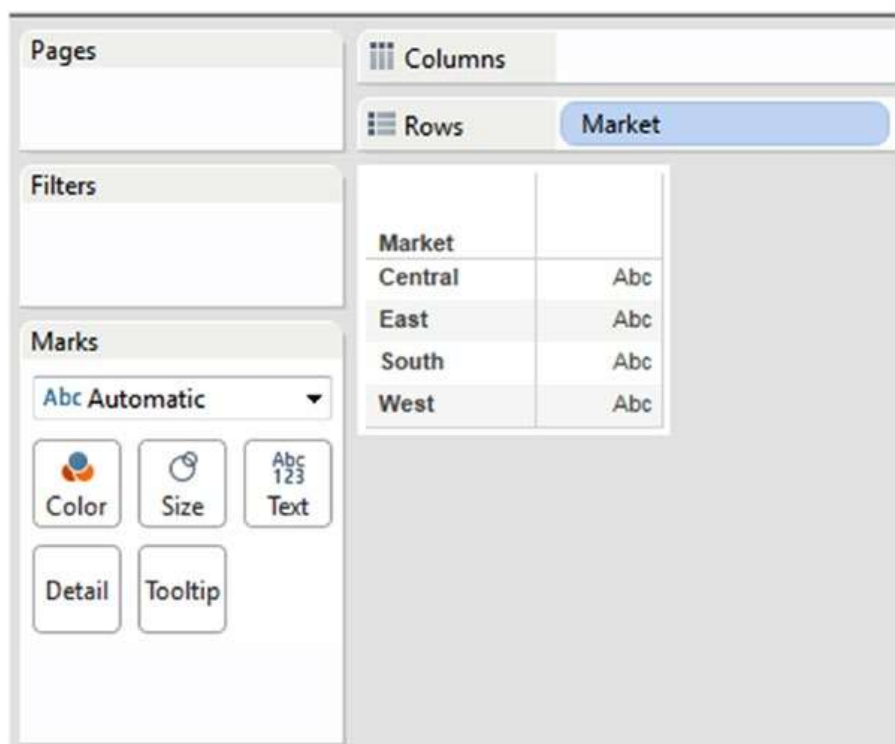 Pages
Columns
Rows Market
Filters
Market
Central Abc
East Abc
South Abc
West Abc
Marks
Abc Automatic
Color
Size
Abc
123
Text
Detail
Tooltip